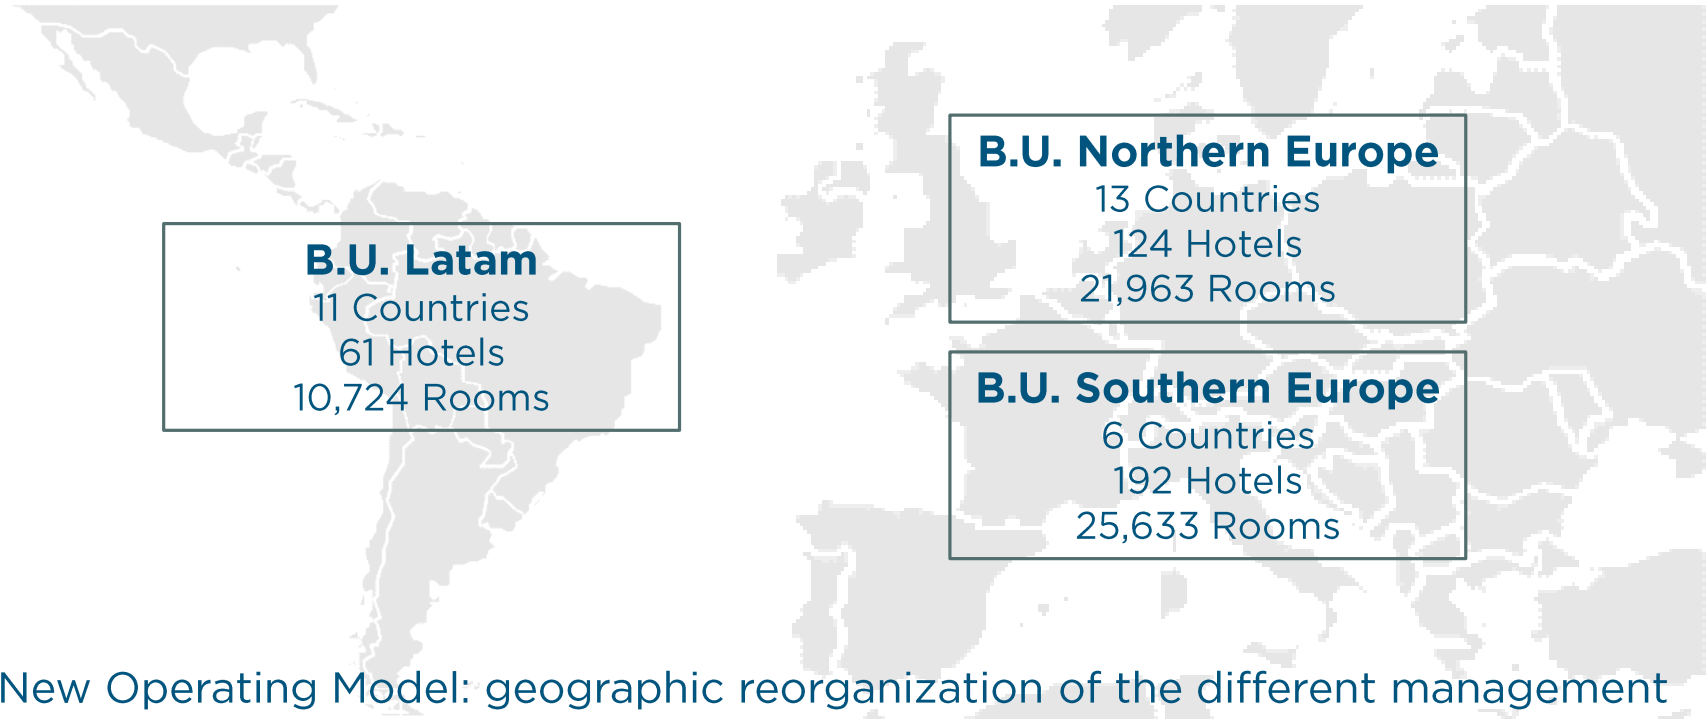 B.U. Latam
11 Countries
61 Hotels
10,724 Rooms
B.U. Northern Europe
13 Countries
124 Hotels
21,963 Rooms
B.U. Southern Europe
6 Countries
192 Hotels
25,633 Rooms
New Operating Model: geographic reorganization of the different management